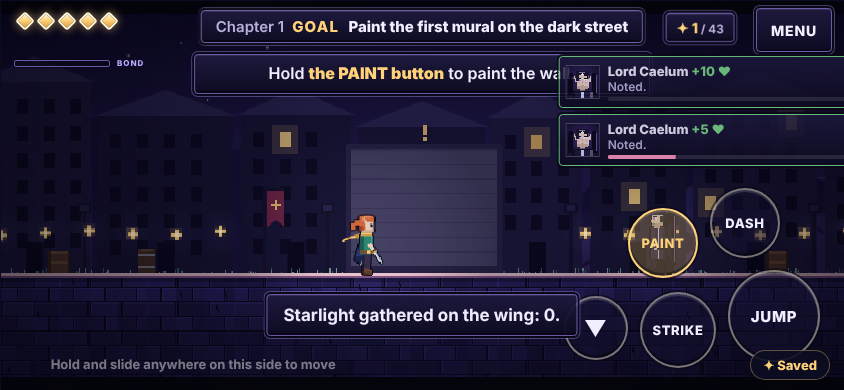 Chapter 1 GOAL Paint the first mural on the dark street
✦ 1 / 43
MENU
BOND
Hold the PAINT button to paint the wal
Lord Caelum +10 ♥
Noted.
Lord Caelum +5 ♥
Noted.
DASH
PAINT
Starlight gathered on the wing: 0.
STRIKE
JUMP
Hold and slide anywhere on this side to move
✦ Saved